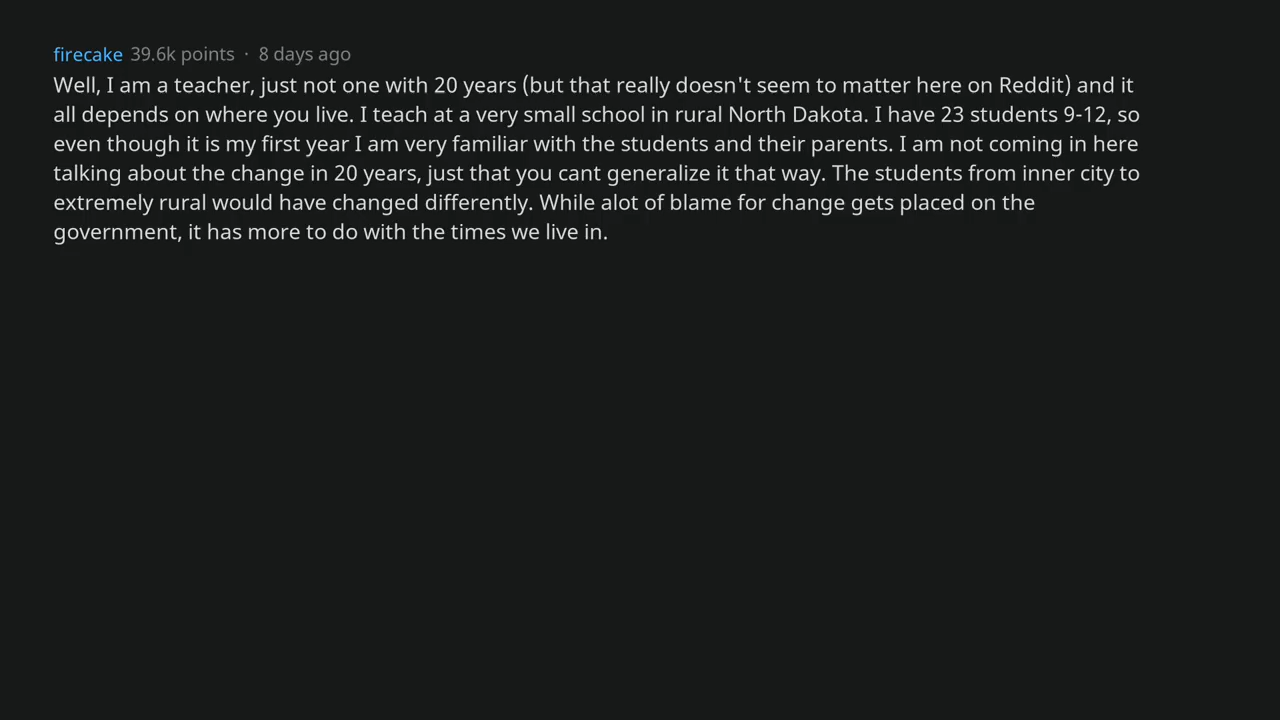 firecake 39.6k points · 8 days ago
Well, I am a teacher, just not one with 20 years (but that really doesn't seem to matter here on Reddit) and it
all depends on where you live. I teach at a very small school in rural North Dakota. I have 23 students 9-12, so
even though it is my first year I am very familiar with the students and their parents. I am not coming in here
talking about the change in 20 years, just that you cant generalize it that way. The students from inner city to
extremely rural would have changed differently. While alot of blame for change gets placed on the
government, it has more to do with the times we live in.